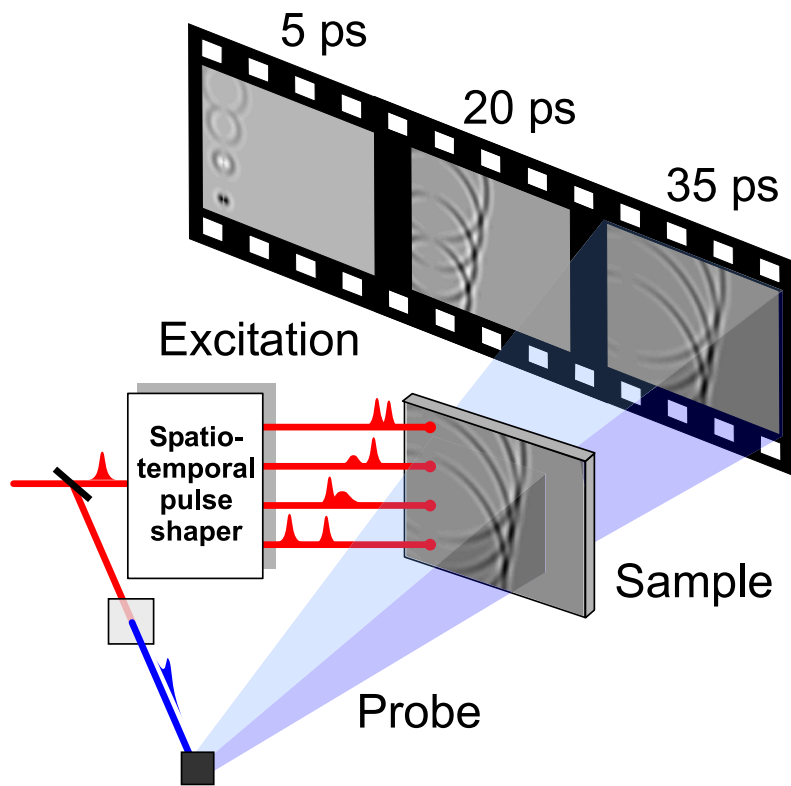 5 ps
20 ps
35 ps
Excitation
Spatio-
temporal
pulse
shaper
Sample
Probe